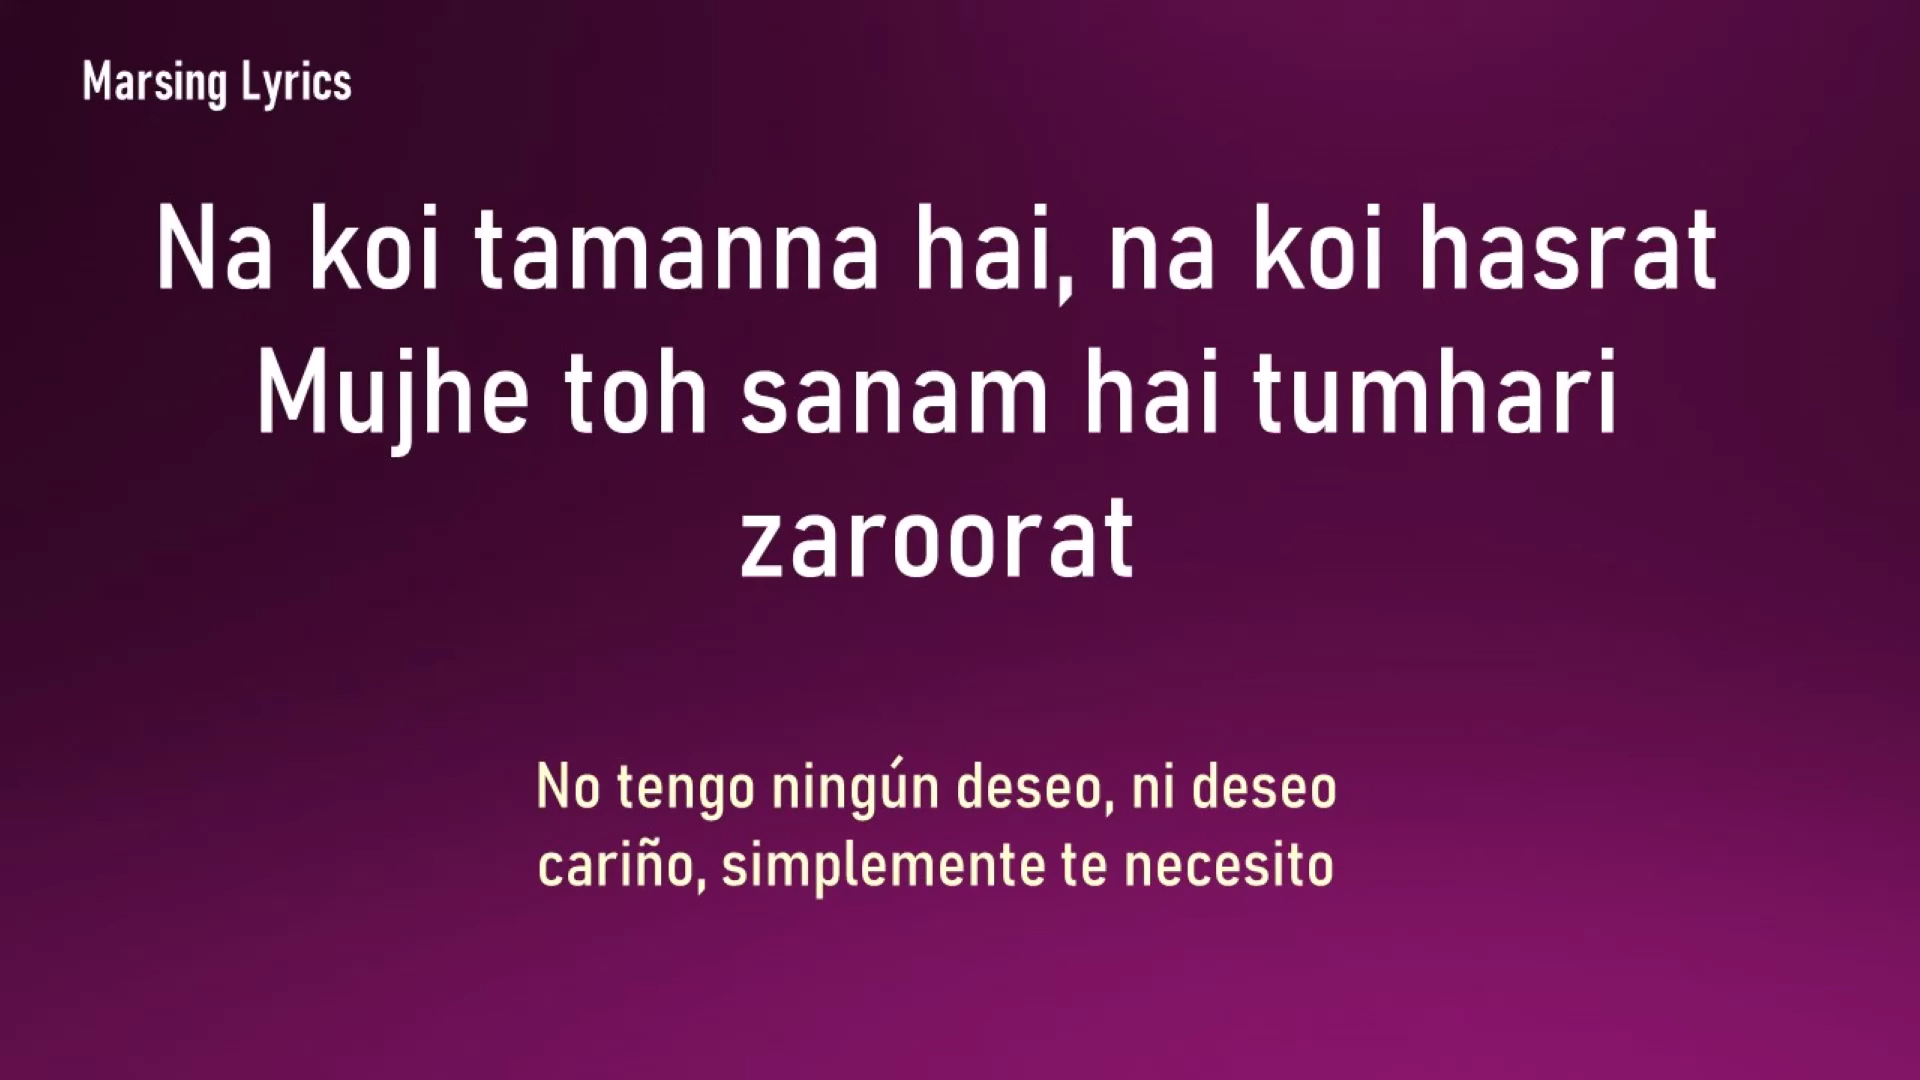 Marsing Lyrics
Na koi tamanna hai, na koi hasrat
Mujhe toh sanam hai tumhari
zaroorat
No tengo ningún deseo, ni deseo
cariño, simplemente te necesito